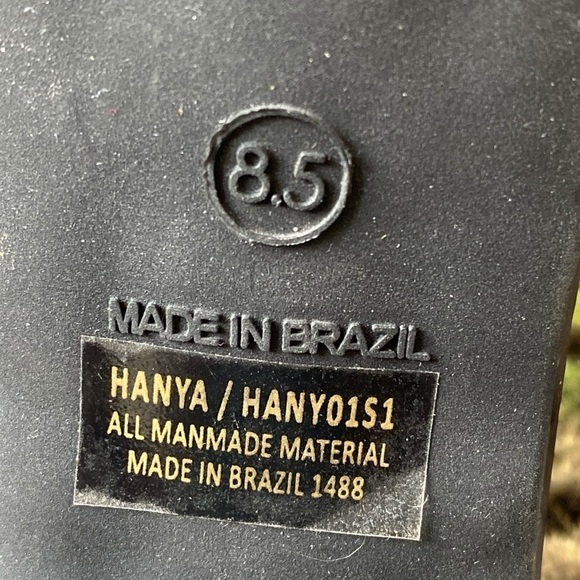 8.5
MADE IN BRAZIL
HANYA / HANY01S1
ALL MANMADE MATERIAL
MADE IN BRAZIL 1488